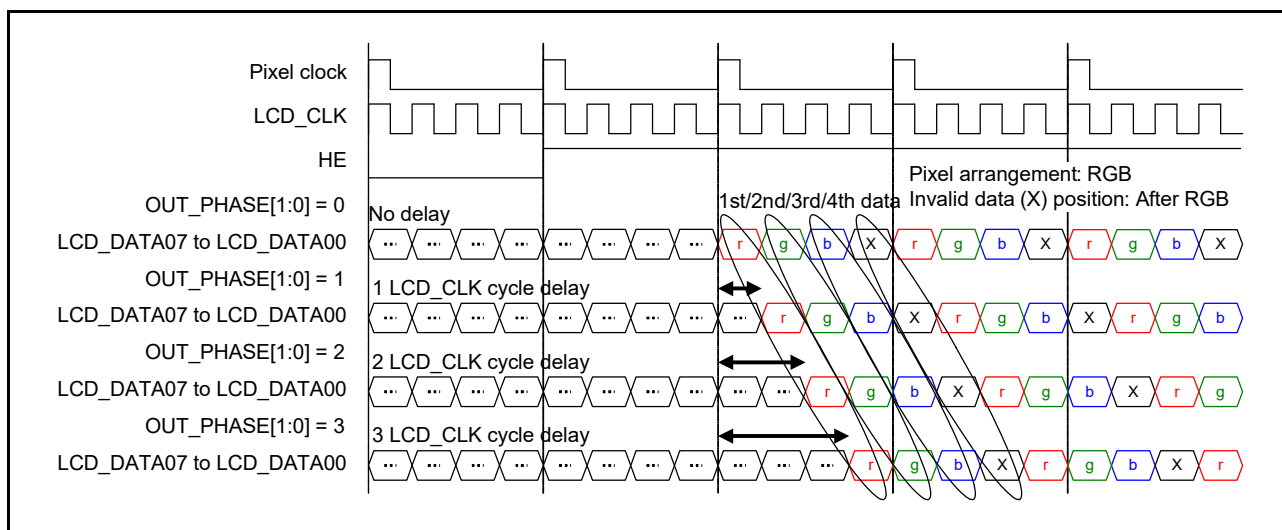 Pixel clock
LCD_CLK
HE
Pixel arrangement: RGB
OUT_PHASE[1:0] = 0
No delay
1st/2nd/3rd/4th data
Invalid data (X) position: After RGB
LCD_DATA07 to LCD_DATA00
... ... ... ... ... ... ... ... r g b X r g b X r g b X
OUT_PHASE[1:0] = 1
1 LCD_CLK cycle delay
LCD_DATA07 to LCD_DATA00
... ... ... ... ... ... ... ... ... r g b X r g b X r g b
OUT_PHASE[1:0] = 2
2 LCD_CLK cycle delay
LCD_DATA07 to LCD_DATA00
... ... ... ... ... ... ... ... ... ... r g b X r g b X r g
OUT_PHASE[1:0] = 3
3 LCD_CLK cycle delay
LCD_DATA07 to LCD_DATA00
... ... ... ... ... ... ... ... ... ... ... r g b X r g b X r